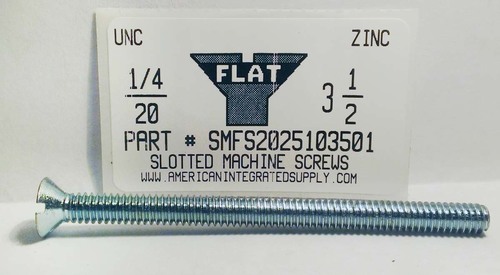 UNC ZINC
FLAT
1/4
20
3 1/2
PART # SMFS2025103501
SLOTTED MACHINE SCREWS
WWW.AMERICANINTEGRATEDSUPPLY.COM